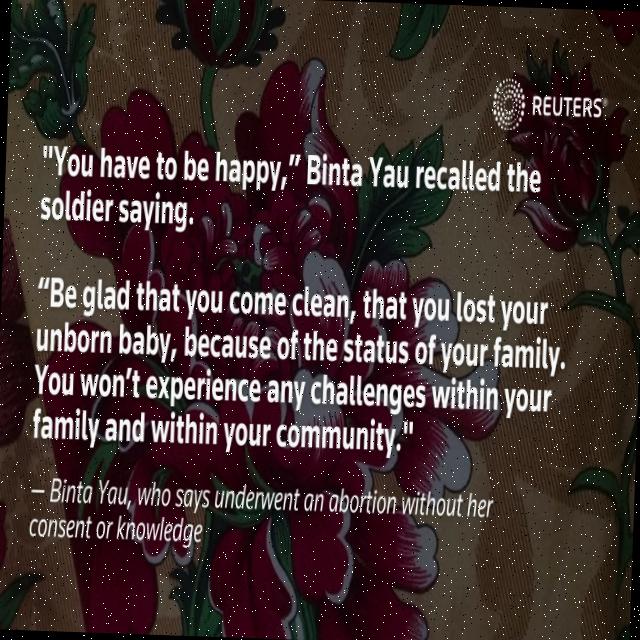 REUTERS®
"You have to be happy,” Binta Yau recalled the
soldier saying.
“Be glad that you come clean, that you lost your
unborn baby, because of the status of your family.
You won’t experience any challenges within your
family and within your community."
— Binta Yau, who says underwent an abortion without her
consent or knowledge